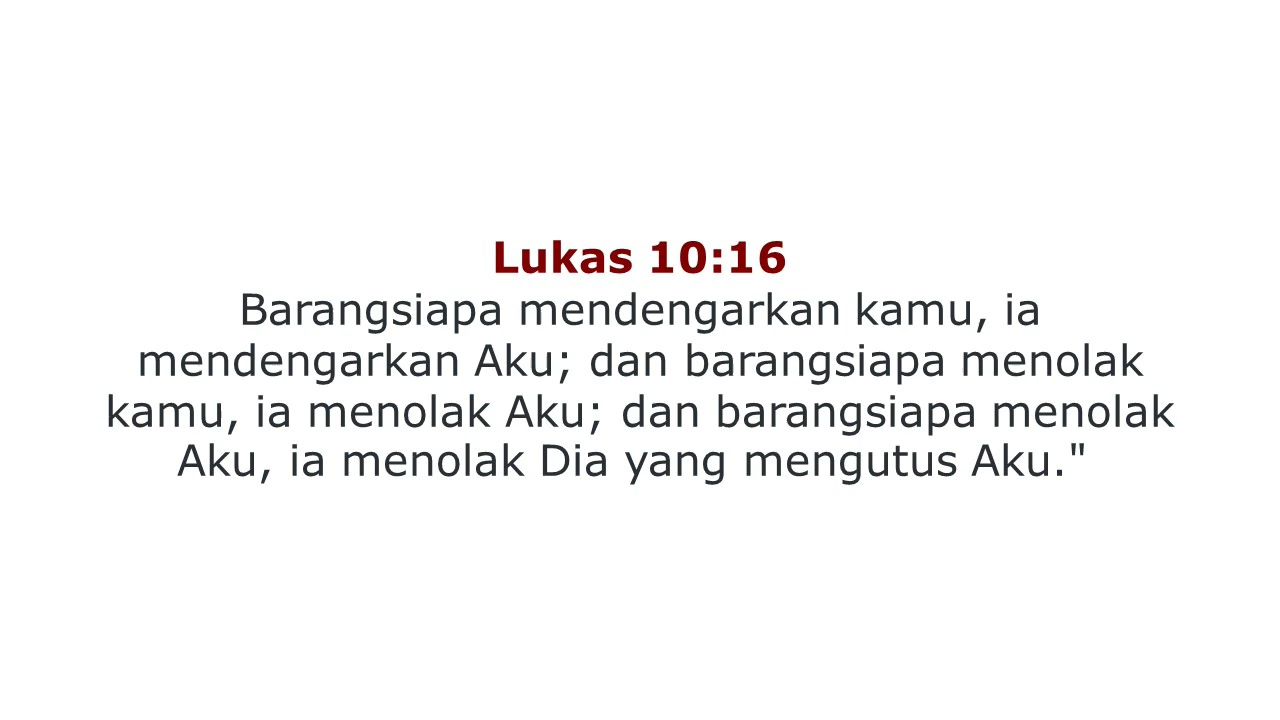 Lukas 10:16
Barangsiapa mendengarkan kamu, ia
mendengarkan Aku; dan barangsiapa menolak
kamu, ia menolak Aku; dan barangsiapa menolak
Aku, ia menolak Dia yang mengutus Aku."